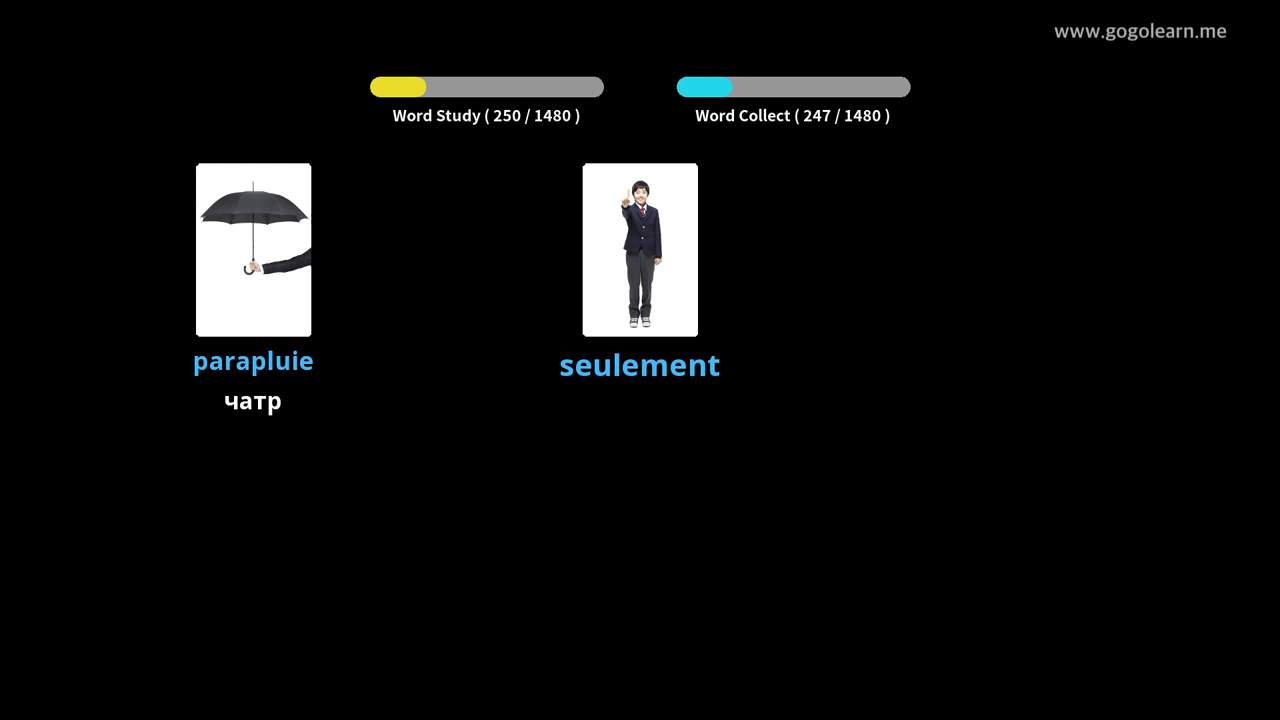 www.gogolearn.me
Word Study ( 250 / 1480 )
Word Collect ( 247 / 1480 )
parapluie
чатр
seulement